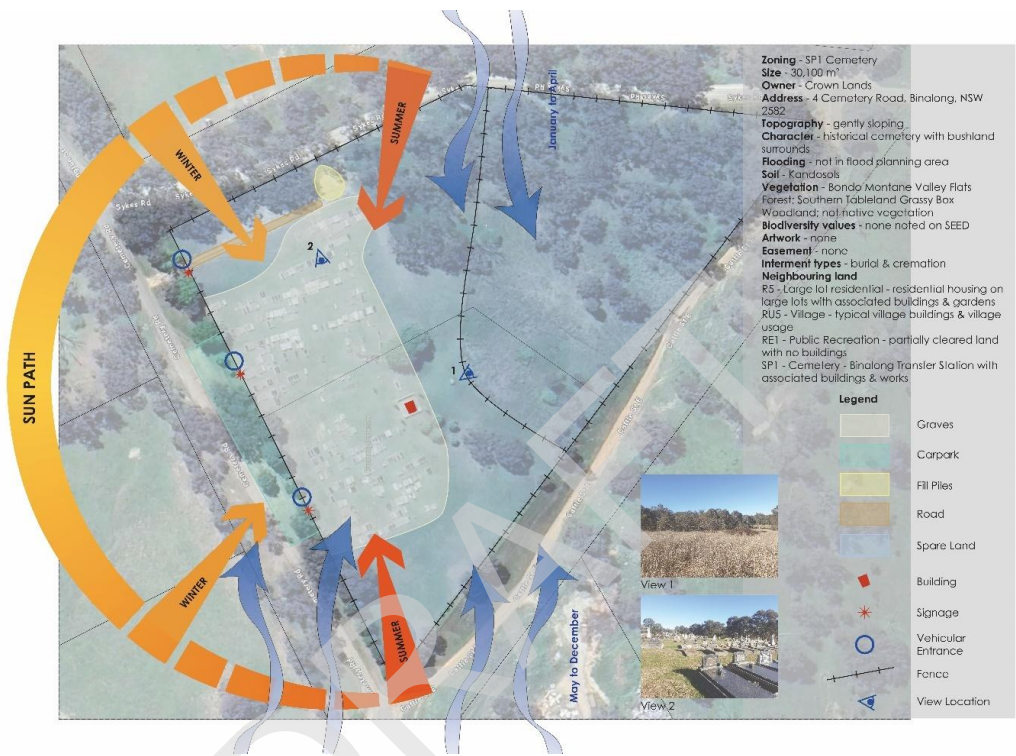 Zoning - SP1 Cemetery
Size - 30,100 m²
Owner - Crown Lands
Address - 4 Cemetery Road, Binalong, NSW
2582
Topography - gently sloping
Character - historical cemetery with bushland
surrounds
Flooding - not in flood planning area
Soil - Kandosols
Vegetation - Bondo Montane Valley Flats
Forest; Southern Tableland Grassy Box
Woodland; not native vegetation
Biodiversity values - none noted on SEED
Artwork - none
Easement - none
Interment types - burial & cremation
Neighbouring land
R5 - Large lot residential - residential housing on
large lots with associated buildings & gardens
RU5 - Village - typical village buildings & village
usage
RE1 - Public Recreation - partially cleared land
with no buildings
SP1 - Cemetery - Binalong Transfer Station with
associated buildings & works
Legend
Graves
Carpark
Fill Piles
Road
Spare Land
Building
Signage
Vehicular
Entrance
Fence
View Location
SUN PATH
WINTER
SUMMER
WINTER
SUMMER
January to April
May to December
Sykes Rd
Sykes Rd
2
1
View 1
View 2
DRAFT